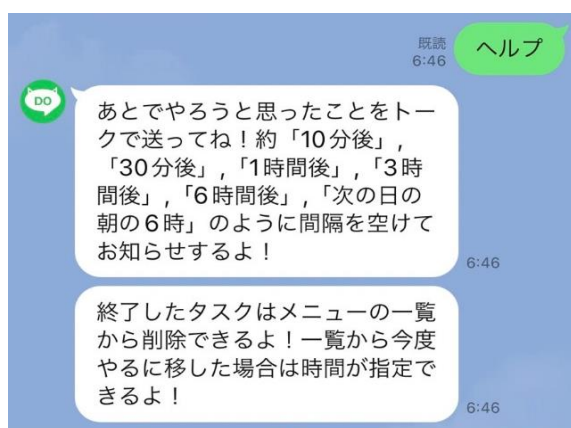 既読
6:46
ヘルプ
DO
あとでやろうと思ったことをトー
クで送ってね！約「10分後」,
「30分後」,「1時間後」,「3時
間後」,「6時間後」,「次の日の
朝の6時」のように間隔を空けて
お知らせするよ！
6:46
終了したタスクはメニューの一覧
から削除できるよ！一覧から今度
やるに移した場合は時間が指定で
きるよ！
6:46